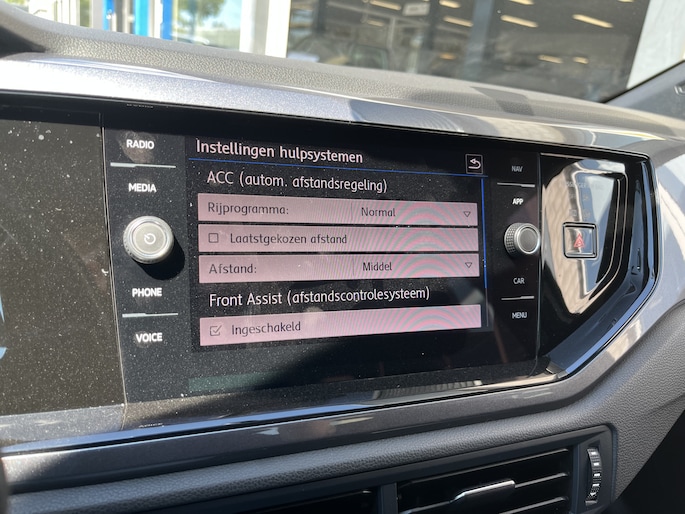 RADIO
MEDIA
PHONE
VOICE
Instellingen hulpsystemen
ACC (autom. afstandsregeling)
Rijprogramma: Normal
Laatstgekozen afstand
Afstand: Middel
Front Assist (afstandscontrolesysteem)
Ingeschakeld
NAV
APP
CAR
MENU